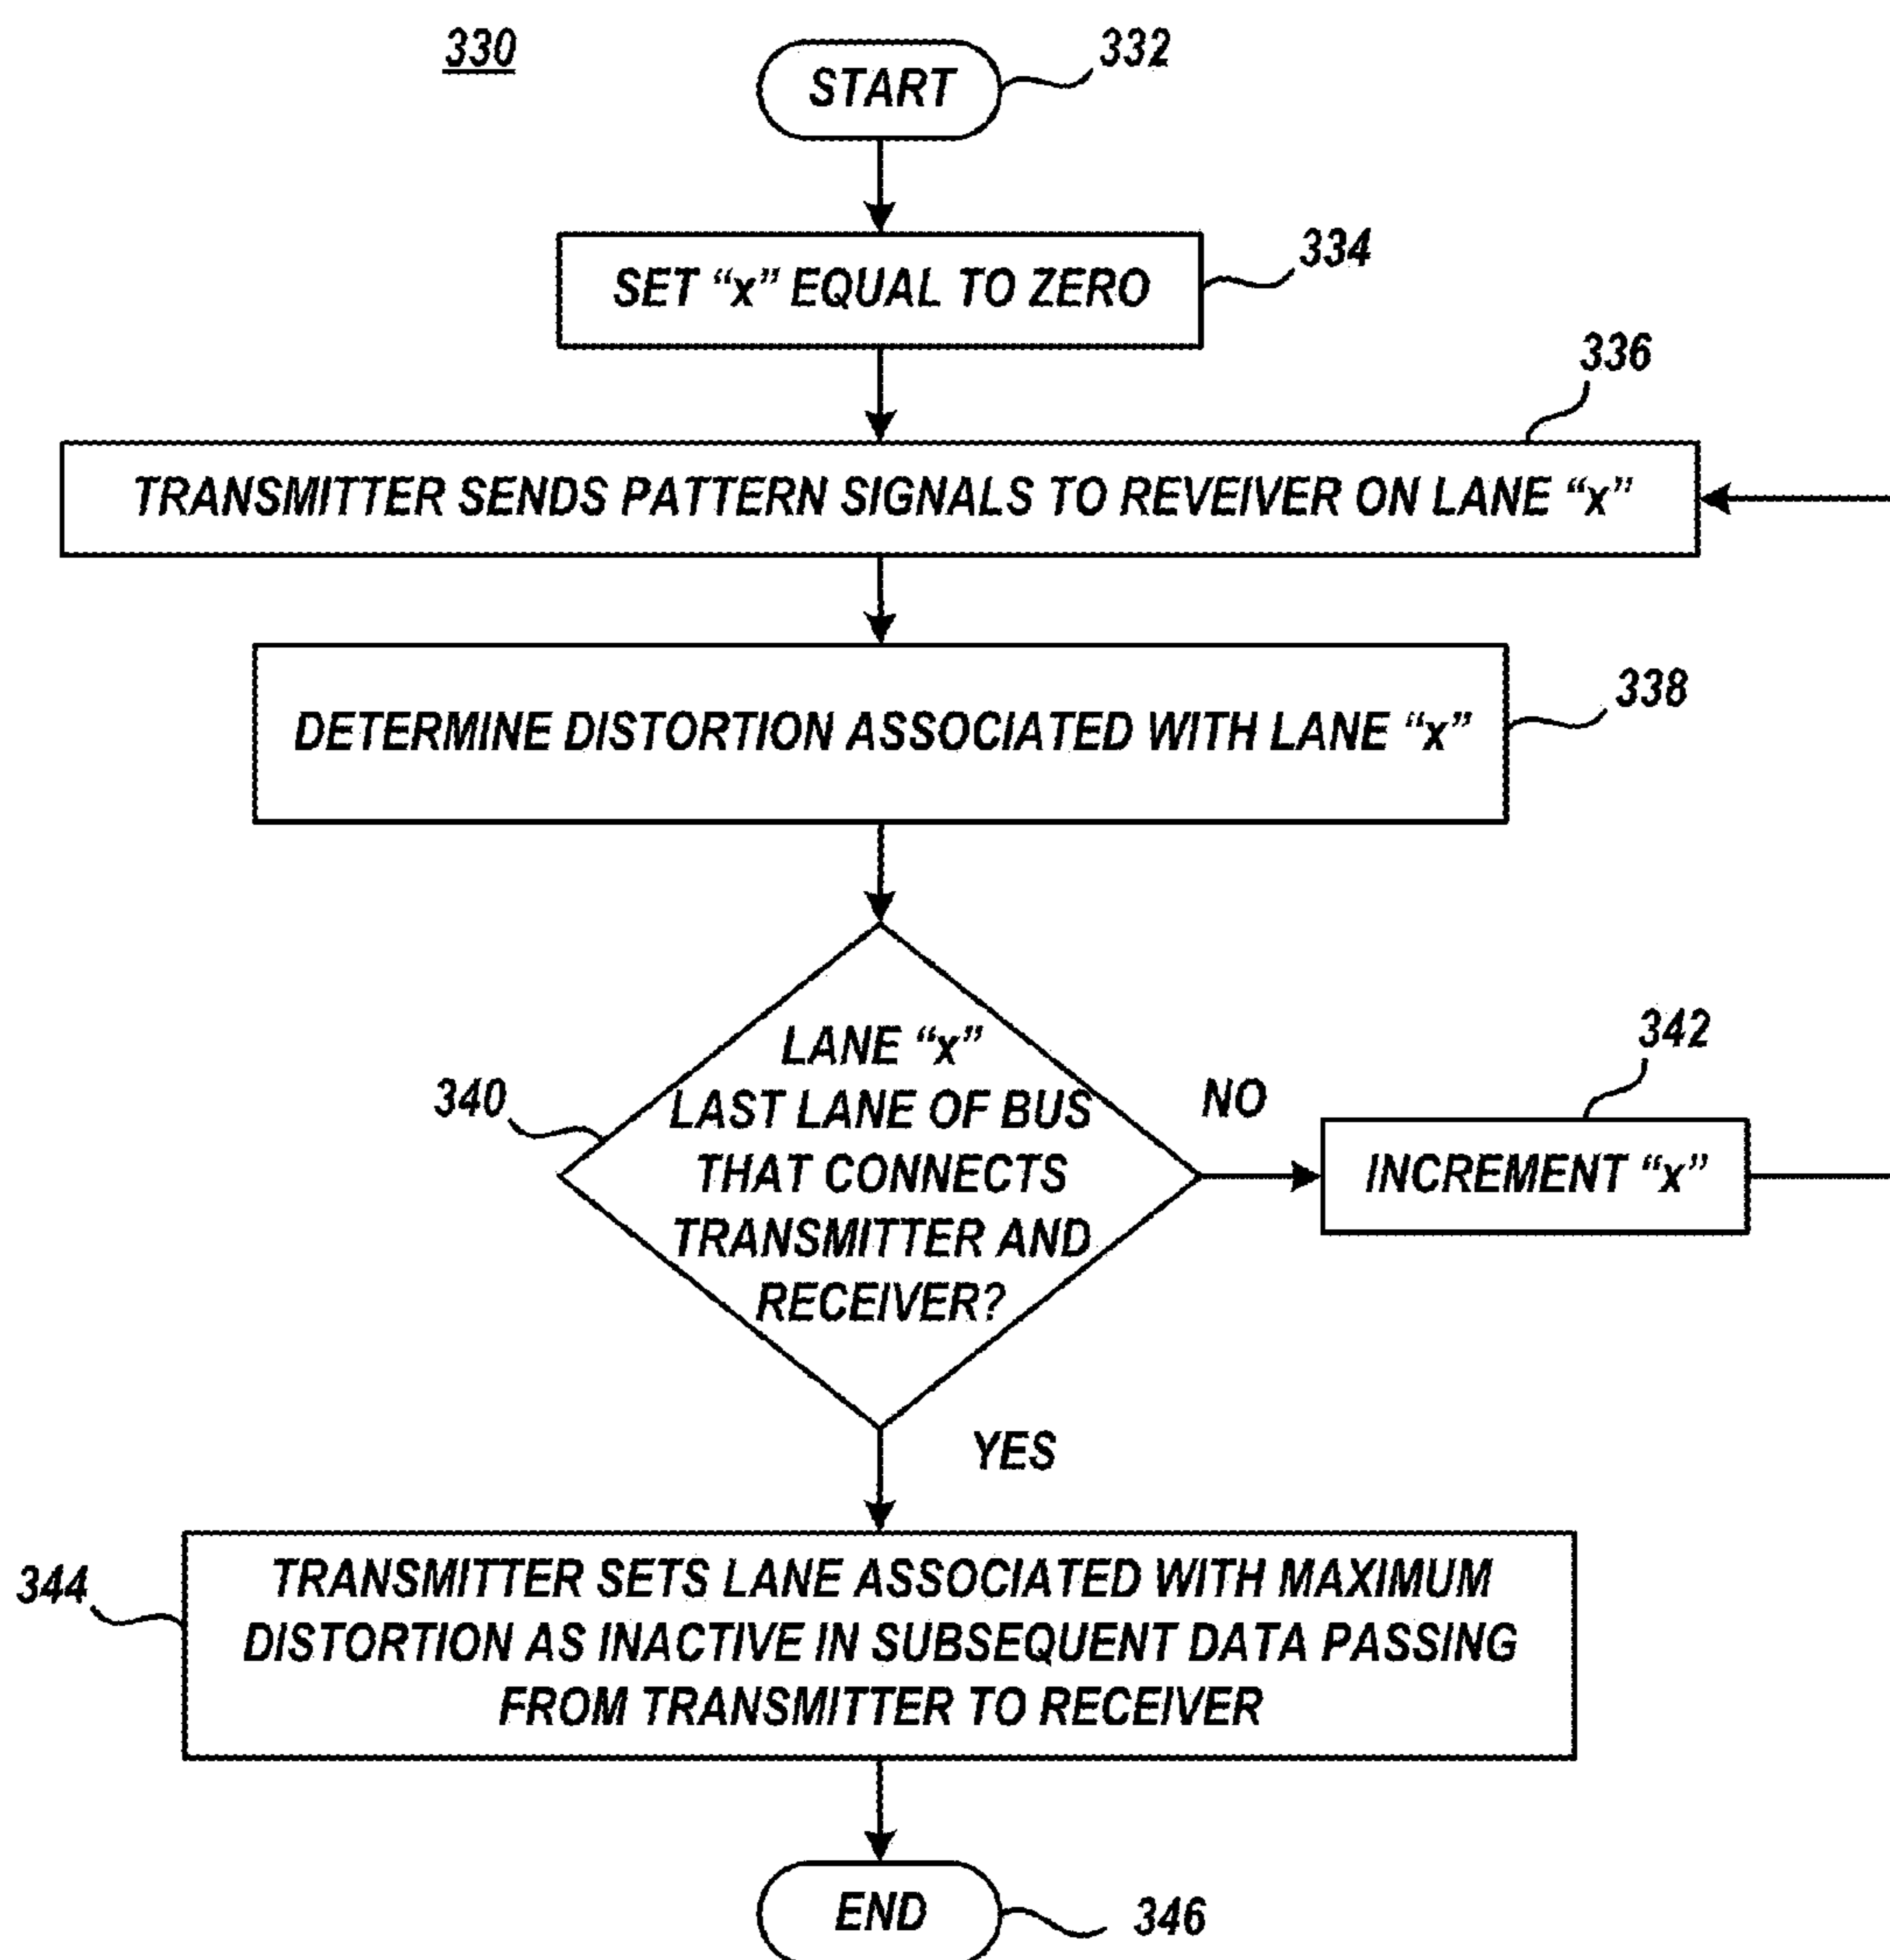 330
START
332
SET “x” EQUAL TO ZERO
334
336
TRANSMITTER SENDS PATTERN SIGNALS TO REVEIVER ON LANE “x”
338
DETERMINE DISTORTION ASSOCIATED WITH LANE “x”
340
LANE “x”
LAST LANE OF BUS
THAT CONNECTS
TRANSMITTER AND
RECEIVER?
NO
342
INCREMENT “x”
YES
344
TRANSMITTER SETS LANE ASSOCIATED WITH MAXIMUM
DISTORTION AS INACTIVE IN SUBSEQUENT DATA PASSING
FROM TRANSMITTER TO RECEIVER
END
346